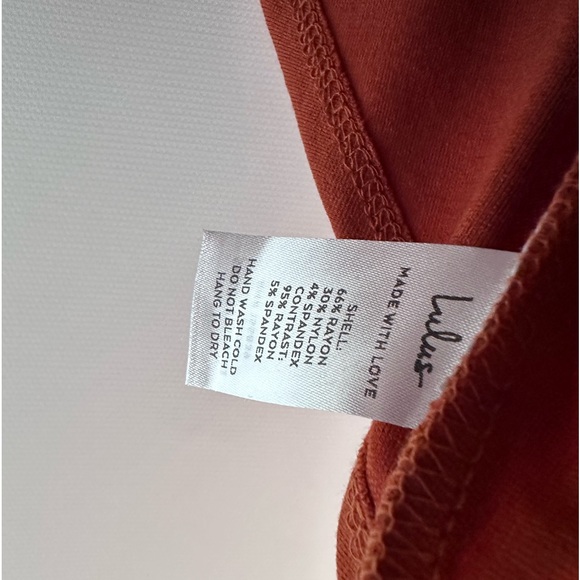 Lulus
MADE WITH LOVE
SHELL:
66% RAYON
30% NYLON
4% SPANDEX
CONTRAST:
95% RAYON
5% SPANDEX
HAND WASH COLD
DO NOT BLEACH
HANG TO DRY